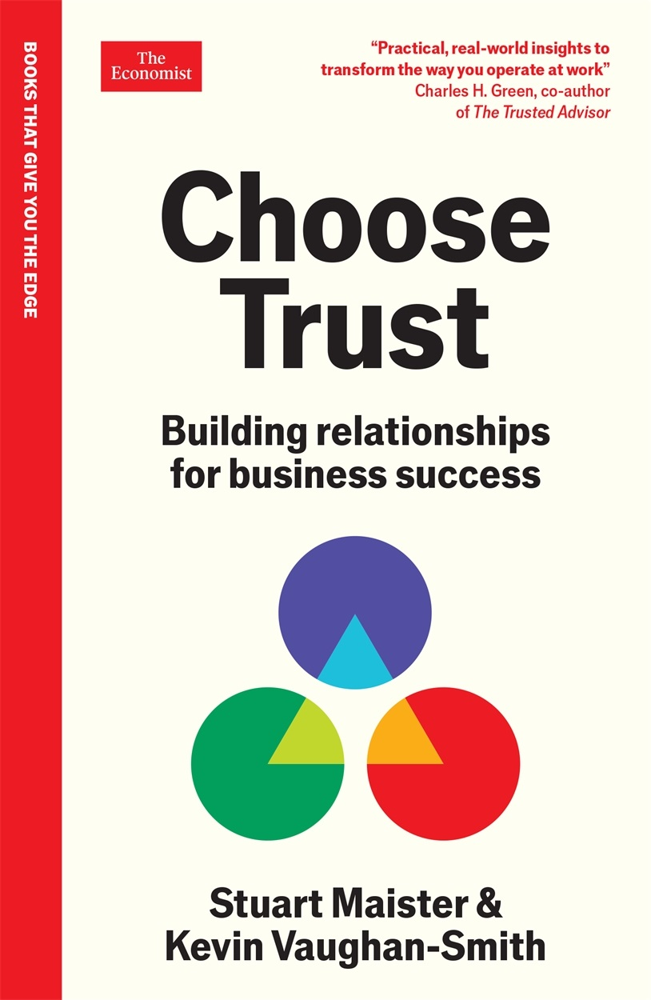 BOOKS THAT GIVE YOU THE EDGE
The
Economist
“Practical, real-world insights to
transform the way you operate at work”
Charles H. Green, co-author
of The Trusted Advisor
Choose
Trust
Building relationships
for business success
Stuart Maister &
Kevin Vaughan-Smith